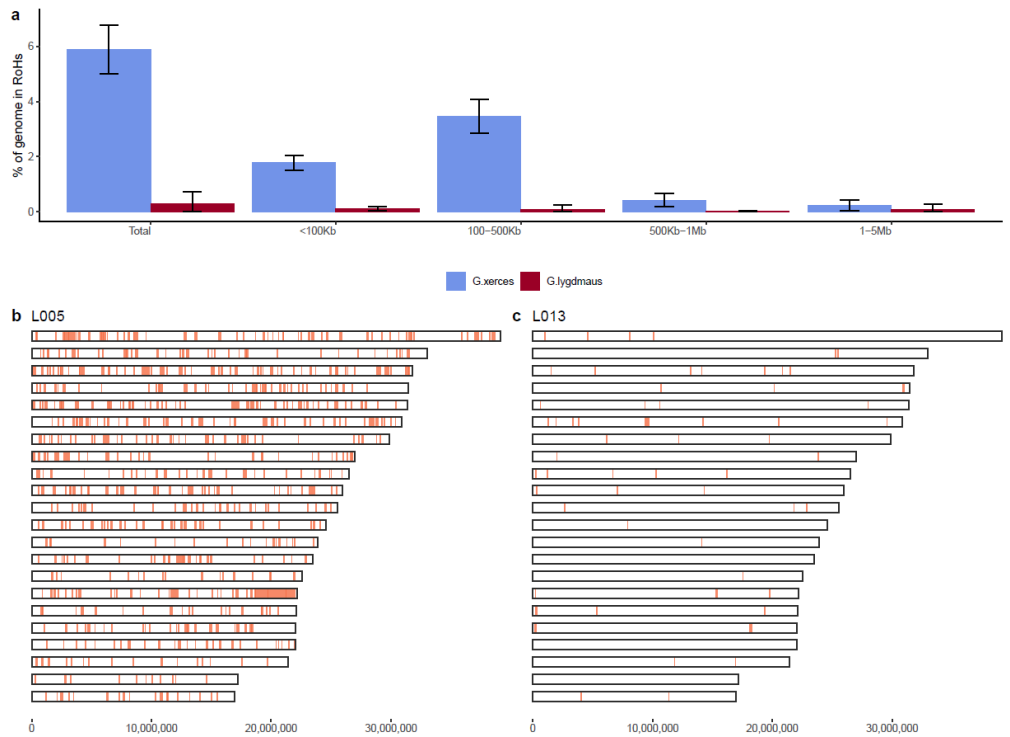 a
% of genome in RoHs
6
4
2
0
Total
<100Kb
100−500Kb
500Kb−1Mb
1−5Mb
G.xerces
G.lygdmaus
b L005
c L013
0 10,000,000 20,000,000 30,000,000
0 10,000,000 20,000,000 30,000,000